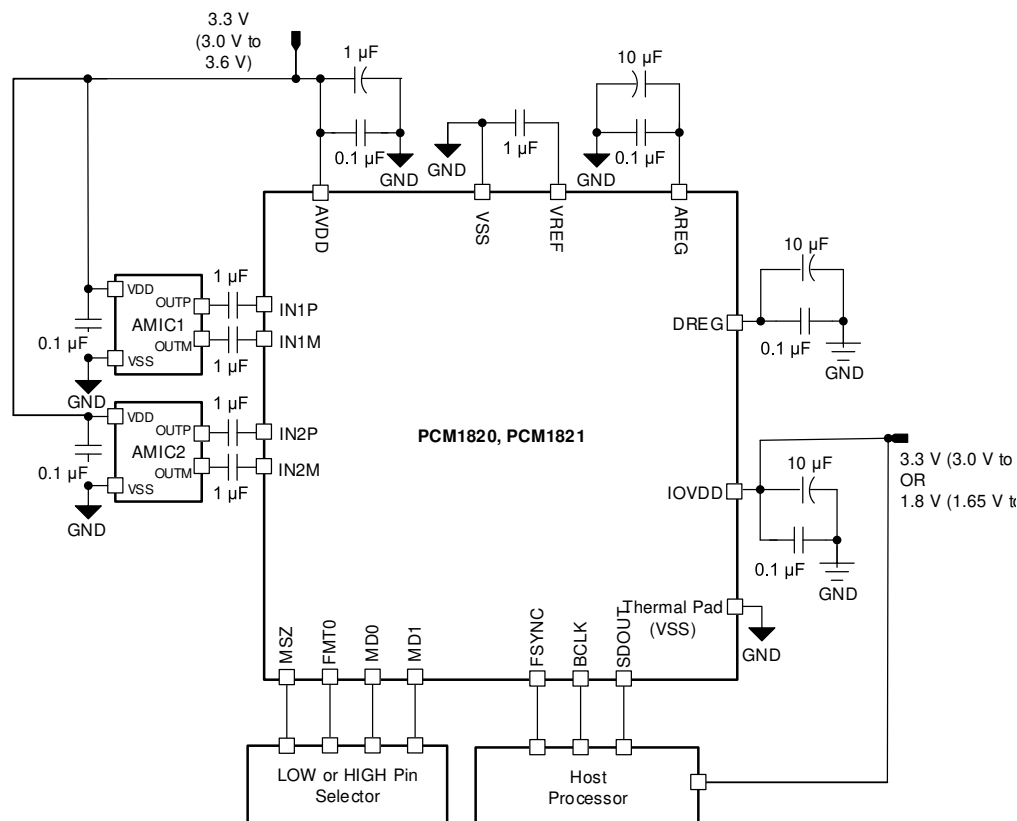 3.3 V
(3.0 V to
3.6 V)
1 µF
0.1 µF
GND
GND
1 µF
10 µF
0.1 µF
GND
AVDD
VSS
VREF
AREG
VDD
OUTP
AMIC1
OUTM
VSS
0.1 µF
GND
1 µF
1 µF
IN1P
IN1M
VDD
OUTP
AMIC2
OUTM
VSS
0.1 µF
GND
1 µF
1 µF
IN2P
IN2M
PCM1820, PCM1821
DREG
10 µF
0.1 µF
GND
IOVDD
10 µF
0.1 µF
GND
3.3 V (3.0 V to
OR
1.8 V (1.65 V to
Thermal Pad
(VSS)
GND
MSZ
FMT0
MD0
MD1
FSYNC
BCLK
SDOUT
LOW or HIGH Pin
Selector
Host
Processor